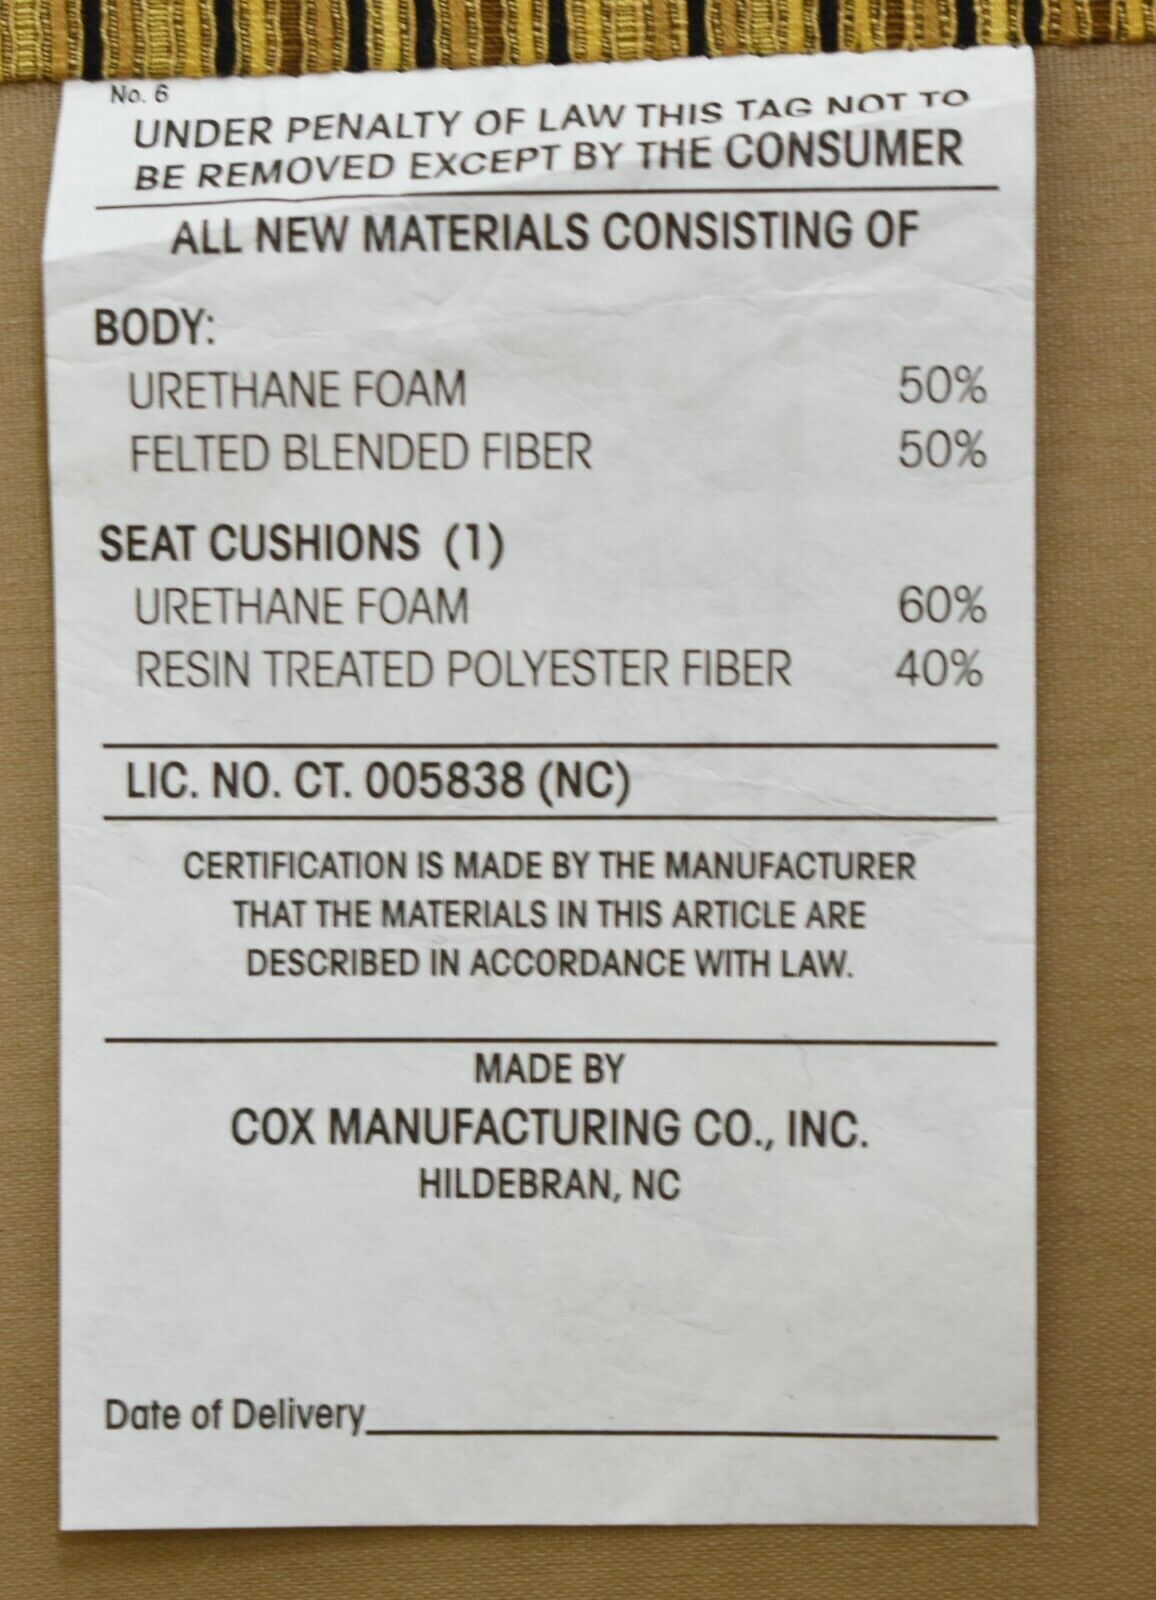 No. 6
UNDER PENALTY OF LAW THIS TAG NOT TO
BE REMOVED EXCEPT BY THE CONSUMER
ALL NEW MATERIALS CONSISTING OF
BODY:
URETHANE FOAM 50%
FELTED BLENDED FIBER 50%
SEAT CUSHIONS (1)
URETHANE FOAM 60%
RESIN TREATED POLYESTER FIBER 40%
LIC. NO. CT. 005838 (NC)
CERTIFICATION IS MADE BY THE MANUFACTURER
THAT THE MATERIALS IN THIS ARTICLE ARE
DESCRIBED IN ACCORDANCE WITH LAW.
MADE BY
COX MANUFACTURING CO., INC.
HILDEBRAN, NC
Date of Delivery